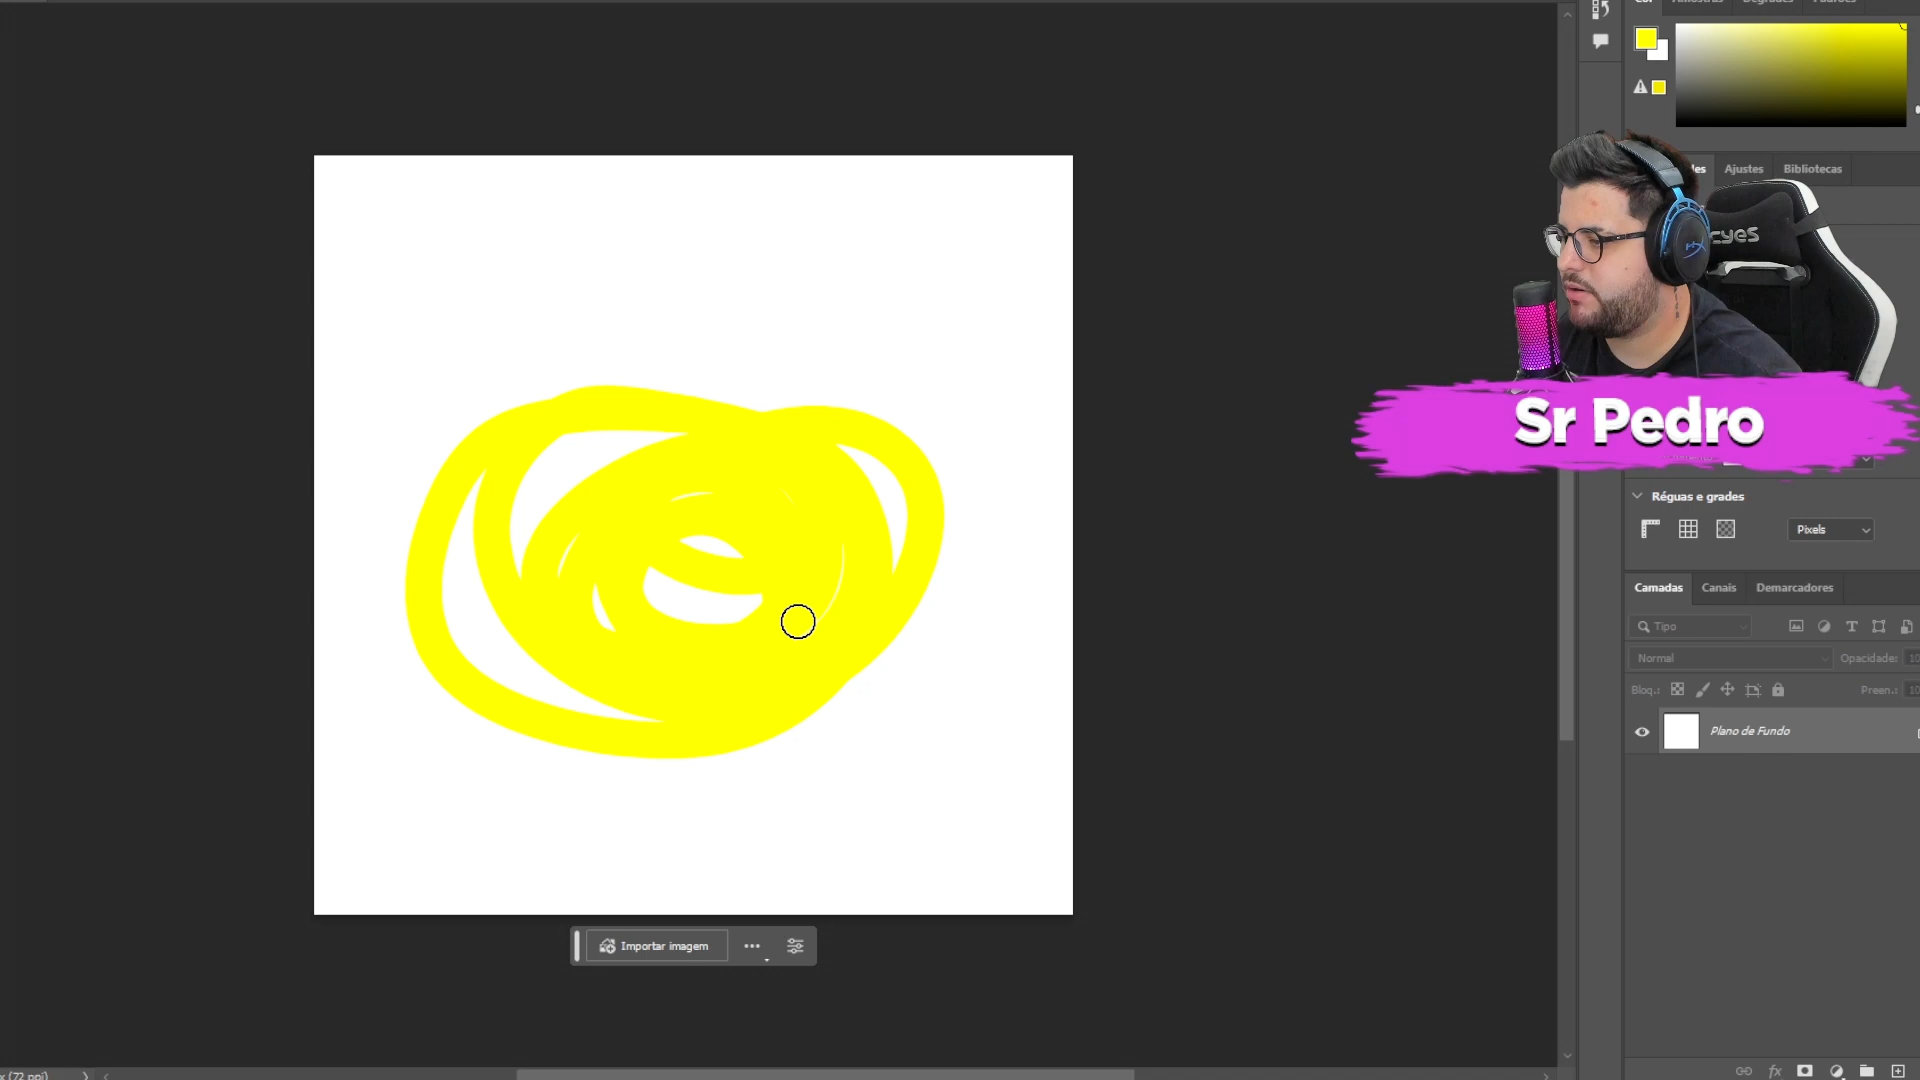 Ajustes
Bibliotecas
cyes
Sr Pedro
Réguas e grades
Pixels
Camadas
Canais
Demarcadores
Tipo
Normal
Opacidade:
Bloq.:
Preen.:
Plano de Fundo
Importar imagem
(72 ppi)
fx